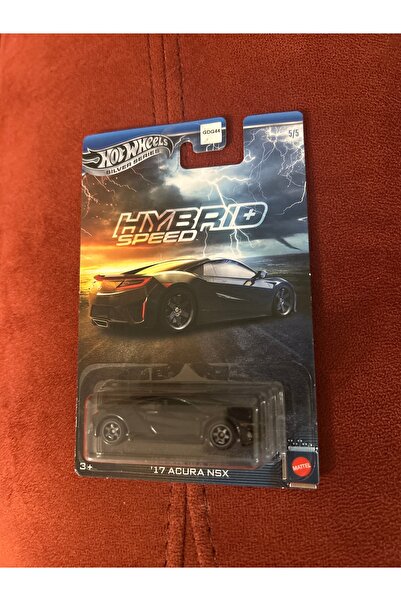 HOT WHEELS
SILVER SERIES
GDG44
5/5
HYBRID
SPEED
3+
'17 ACURA NSX
MATTEL